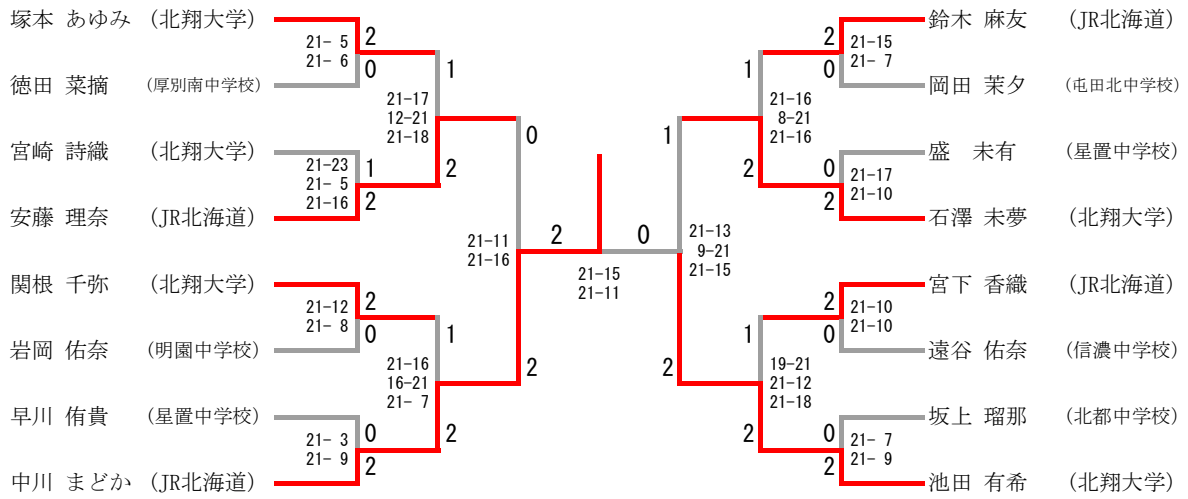 塚本 あゆみ (北翔大学) 2 2 鈴木 麻友 (JR北海道)
21- 5 21-15
21- 6 21- 7
0 1 1 0
徳田 菜摘 (厚別南中学校) 岡田 茉夕 (屯田北中学校)
21-17 21-16
12-21 8-21
21-18 21-16
0 1
宮崎 詩織 (北翔大学) 盛 未有 (星置中学校)
21-23 1 2 2 0 21-17
21- 5 21-10
21-16
2 2
安藤 理奈 (JR北海道) 石澤 未夢 (北翔大学)
2 0
21-11 21-13
21-16 9-21
21-15
21-15
21-11
関根 千弥 (北翔大学) 2 2 宮下 香織 (JR北海道)
21-12 21-10
21- 8 21-10
0 1 1 0
岩岡 佑奈 (明園中学校) 遠谷 佑奈 (信濃中学校)
21-16 19-21
16-21 21-12
21- 7 21-18
2 2
早川 侑貴 (星置中学校) 坂上 瑠那 (北都中学校)
21- 3 0 2 2 0 21- 7
21- 9 21- 9
2 2
中川 まどか (JR北海道) 池田 有希 (北翔大学)